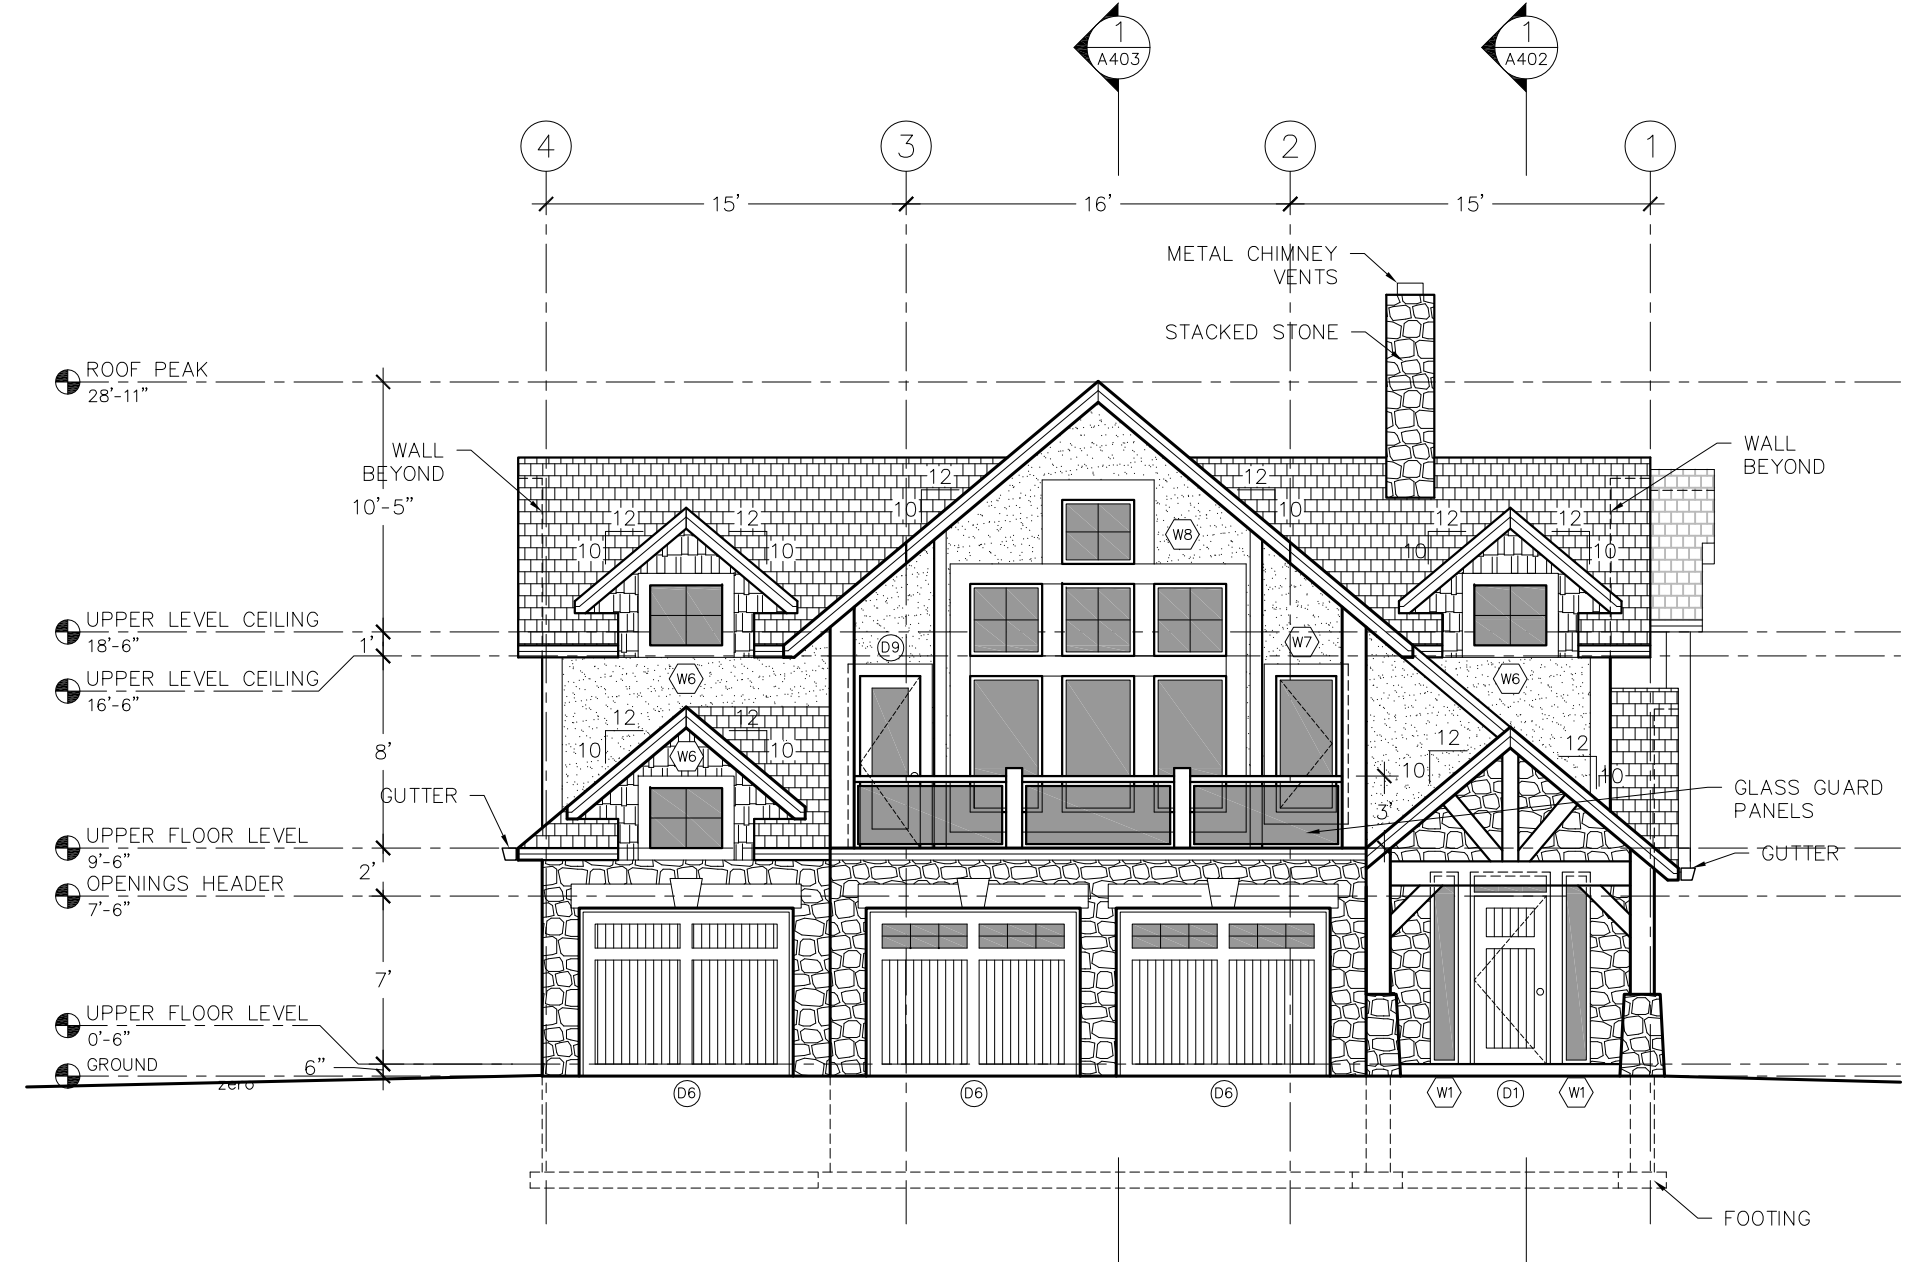 1
A403
1
A402
4
3
2
1
15'
16'
15'
METAL CHIMNEY
VENTS
STACKED STONE
ROOF PEAK
28'-11"
WALL
BEYOND
WALL
BEYOND
10'-5"
12
10
12
10
12
10
12
10
12
10
12
10
W8
UPPER LEVEL CEILING
18'-6"
1'
D9
W7
UPPER LEVEL CEILING
16'-6"
W6
W6
12
10
12
10
W6
8'
12
10
12
10
GUTTER
3'
GLASS GUARD
PANELS
UPPER FLOOR LEVEL
9'-6"
GUTTER
2'
OPENINGS HEADER
7'-6"
7'
UPPER FLOOR LEVEL
0'-6"
GROUND
zero
6"
D6
D6
D6
W1
D1
W1
FOOTING